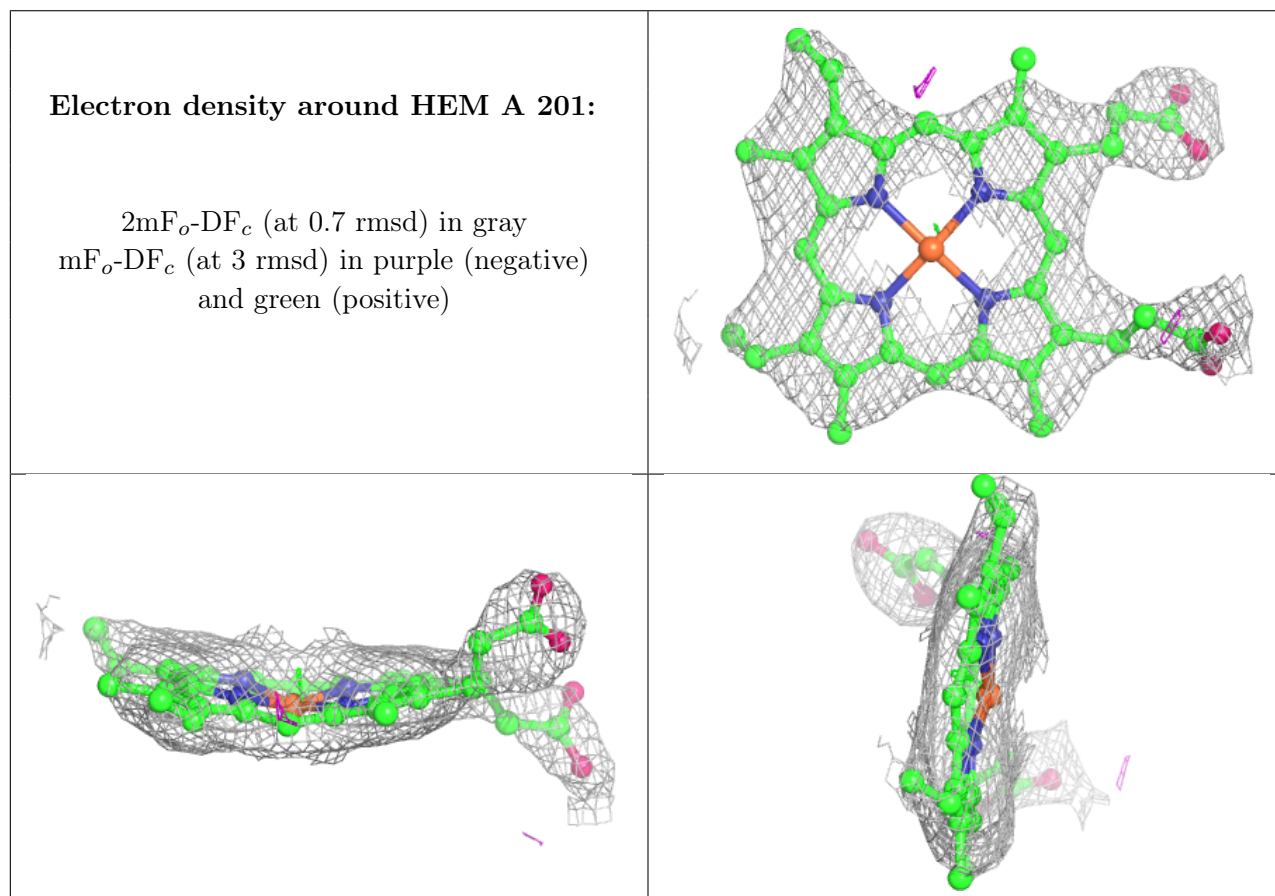 Electron density around HEM A 201:
2mFo-DFc (at 0.7 rmsd) in gray
mFo-DFc (at 3 rmsd) in purple (negative)
and green (positive)